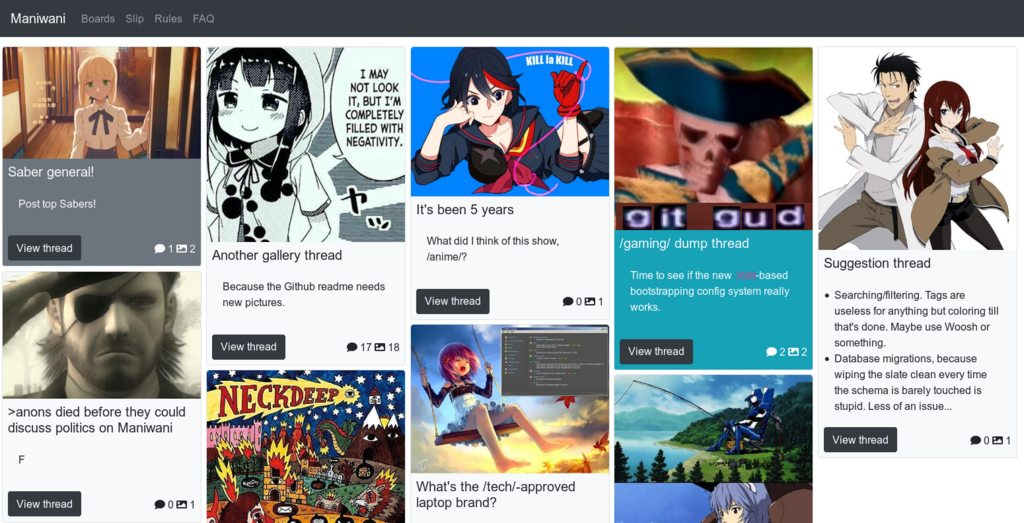 Maniwani Boards Slip Rules FAQ
Saber general!
Post top Sabers!
View thread 1 2
>anons died before they could
discuss politics on Maniwani
F
View thread 0 1
I MAY
NOT LOOK
IT, BUT I'M
COMPLETELY
FILLED WITH
NEGATIVITY.
Another gallery thread
Because the Github readme needs
new pictures.
View thread 17 18
NECK DEEP
KILL la KILL
It's been 5 years
What did I think of this show,
/anime/?
View thread 0 1
What's the /tech/-approved
laptop brand?
git gud
/gaming/ dump thread
Time to see if the new -based
bootstrapping config system really
works.
View thread 2 2
Suggestion thread
Searching/filtering. Tags are
useless for anything but coloring till
that's done. Maybe use Woosh or
something.
Database migrations, because
wiping the slate clean every time
the schema is barely touched is
stupid. Less of an issue...
View thread 0 1